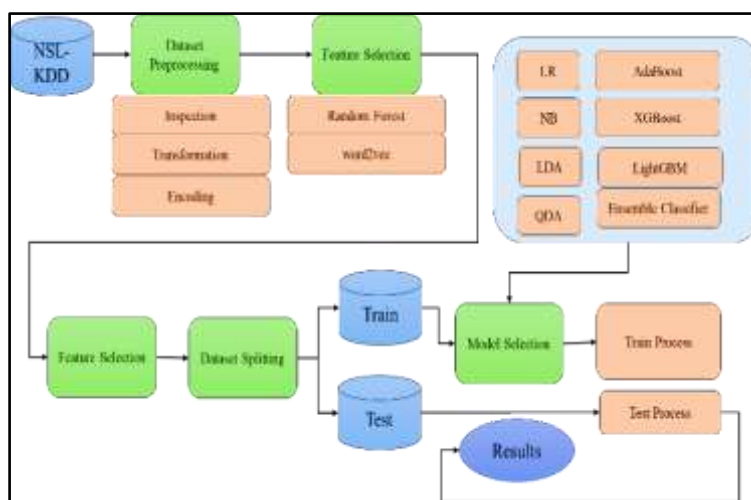 NSL-
KDD
Dataset
Preprocessing
Feature Selection
Inspection
Transformation
Encoding
Random Forest
word2vec
LR
AdaBoost
NB
XGBoost
LDA
LightGBM
QDA
Ensemble Classifier
Feature Selection
Dataset Splitting
Train
Test
Model Selection
Train Process
Test Process
Results